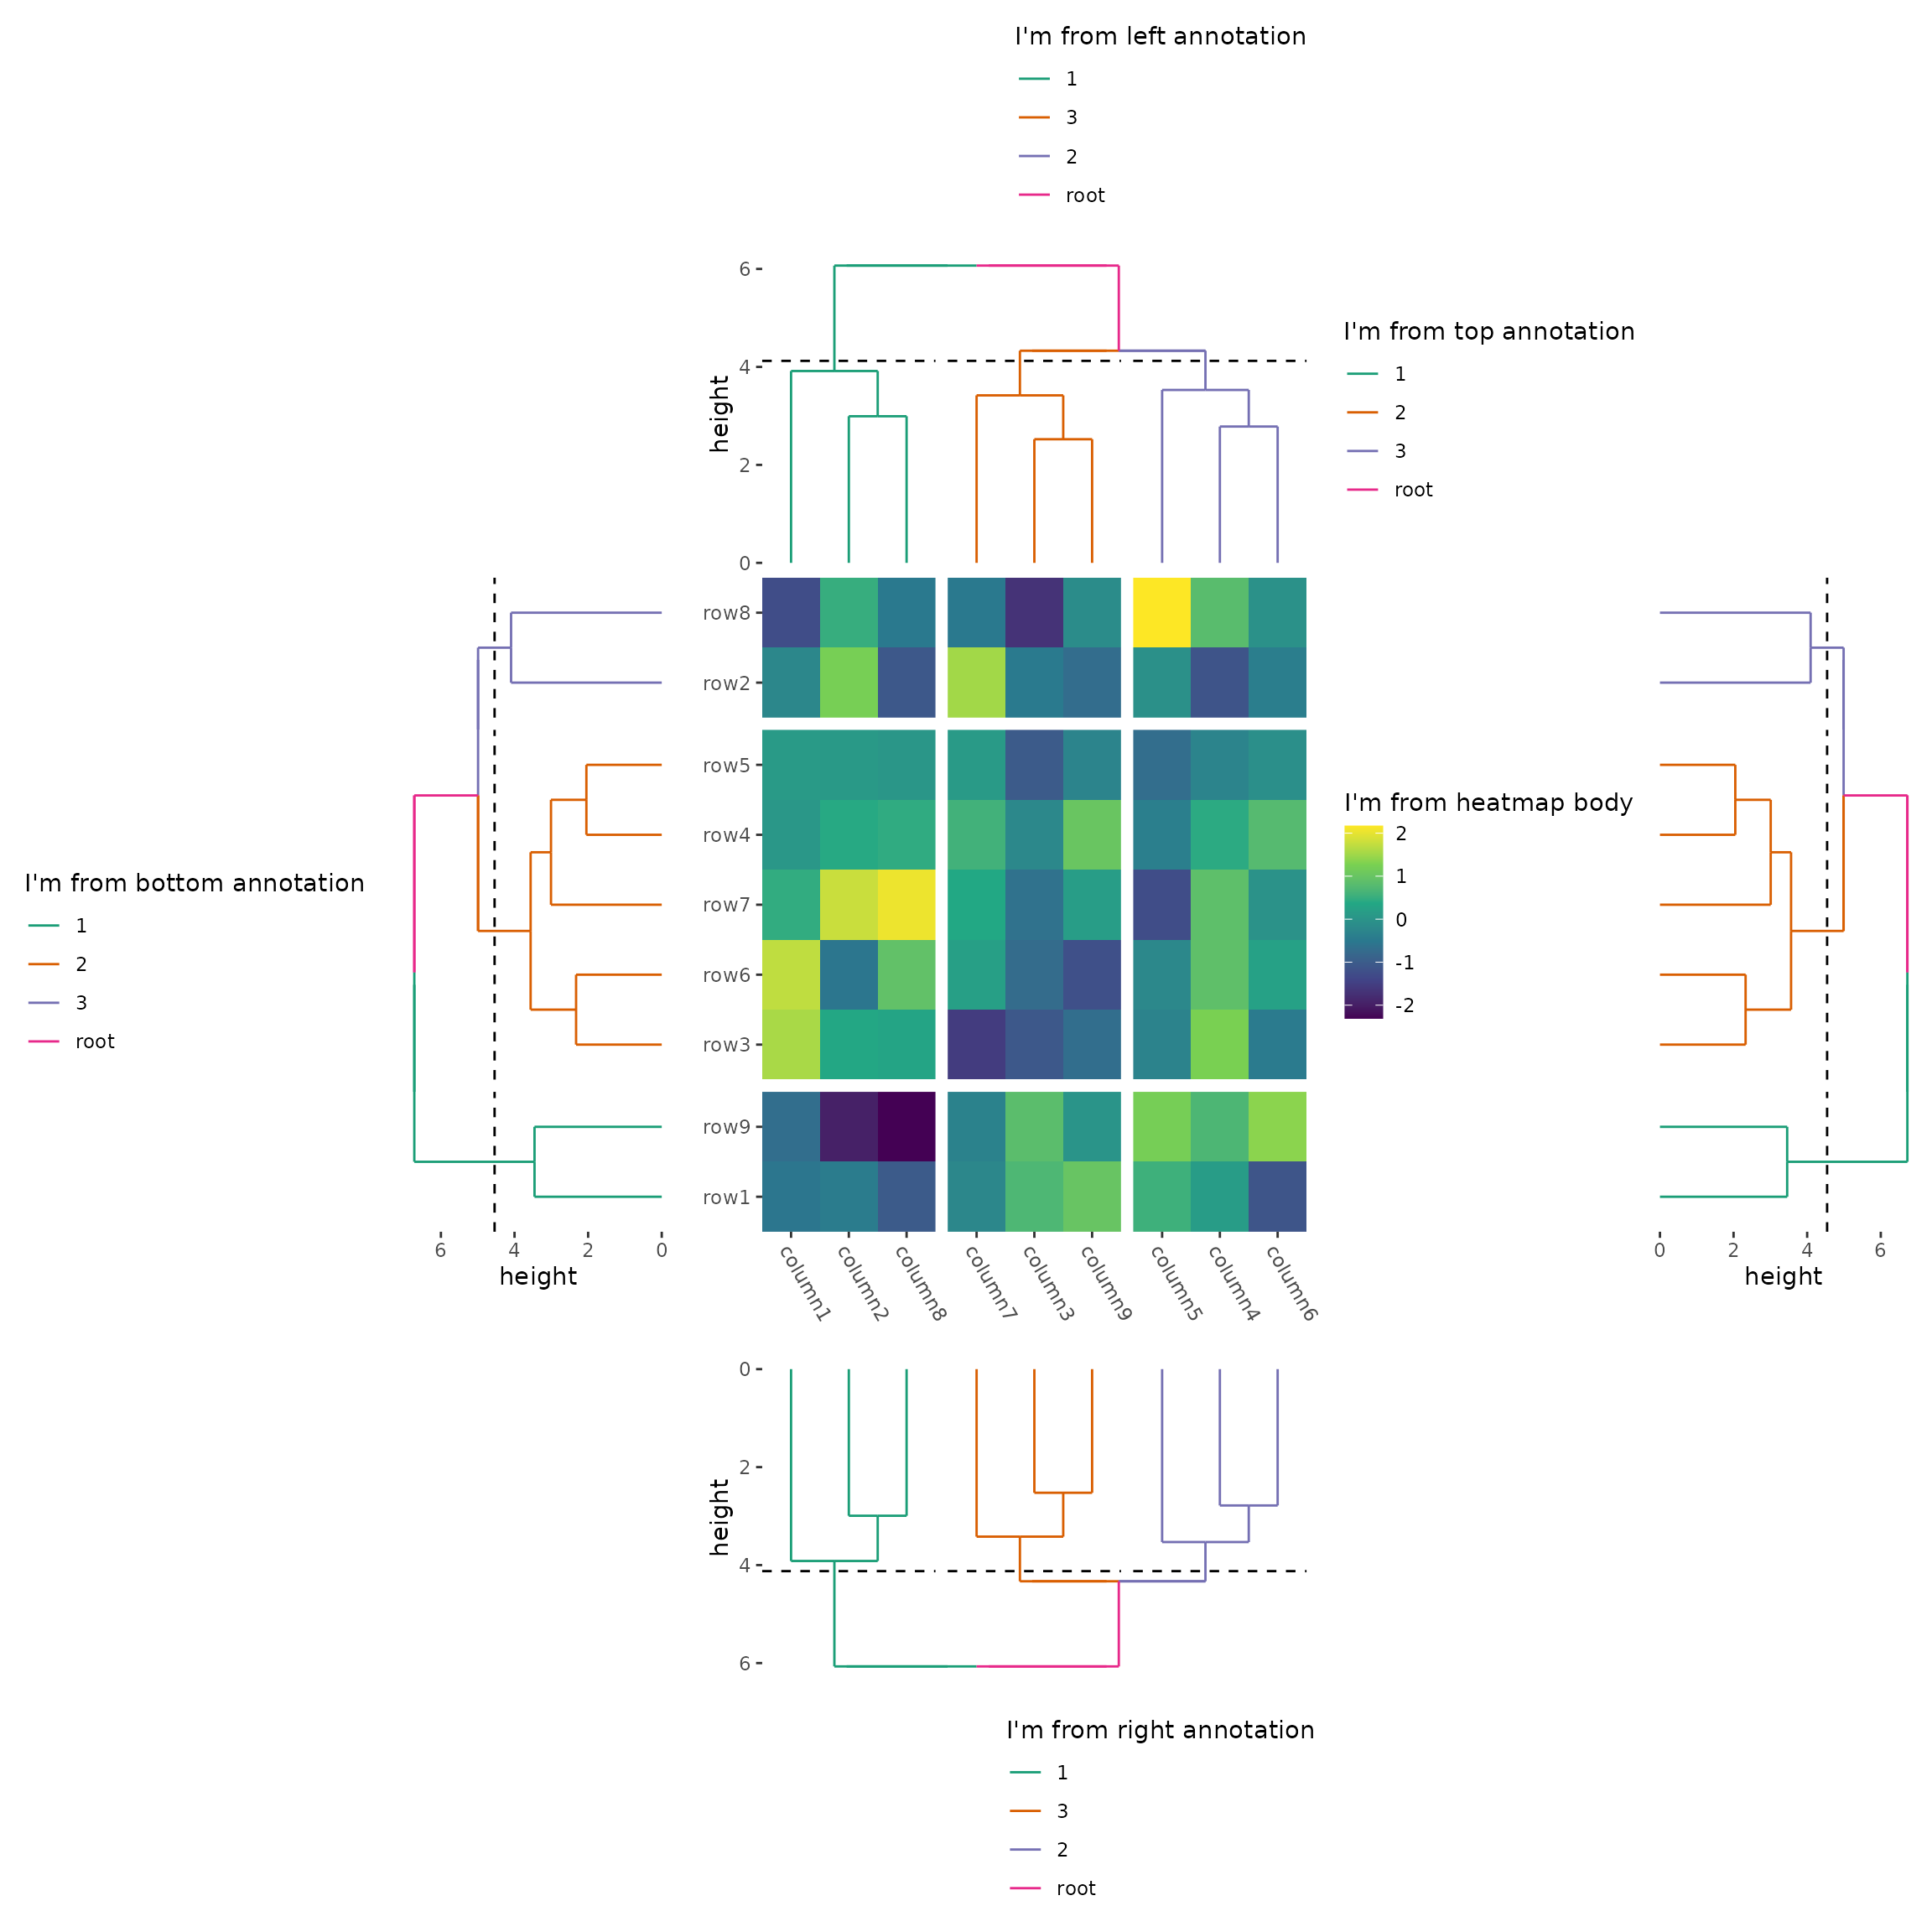 I'm from left annotation
1
3
2
root
6
4
2
0
height
I'm from top annotation
1
2
3
root
row8
row2
row5
row4
row7
row6
row3
row9
row1
I'm from heatmap body
2
1
0
-1
-2
I'm from bottom annotation
1
2
3
root
6 4 2 0
height
column1 column2 column8 column7 column3 column9 column5 column4 column6
0 2 4 6
height
0
2
4
6
height
I'm from right annotation
1
3
2
root